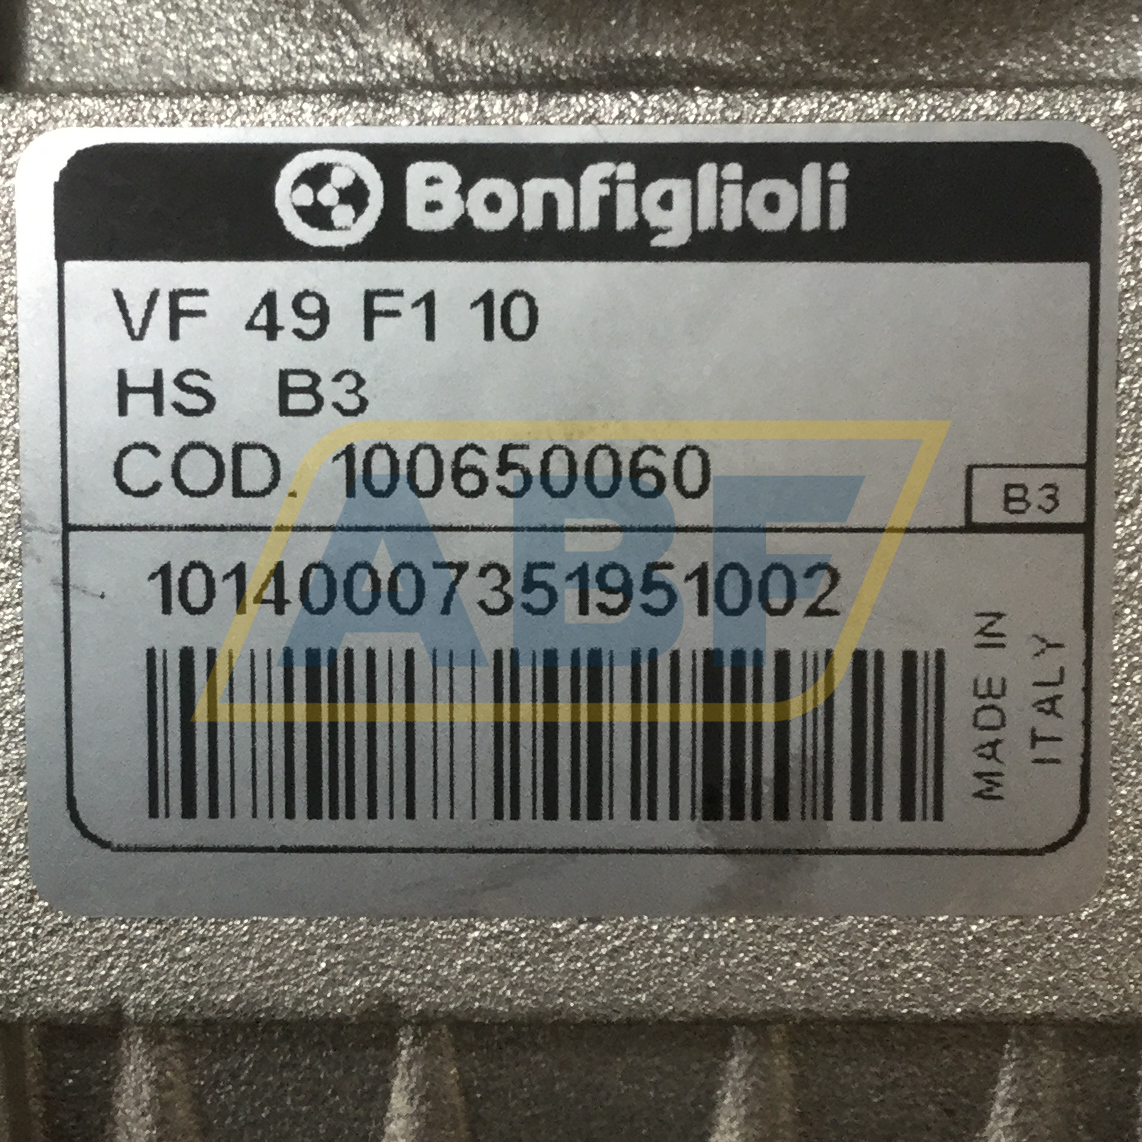 Bonfiglioli
VF 49 F1 10
HS B3
COD. 100650060
B3
10140007351951002
MADE IN
ITALY
ABF